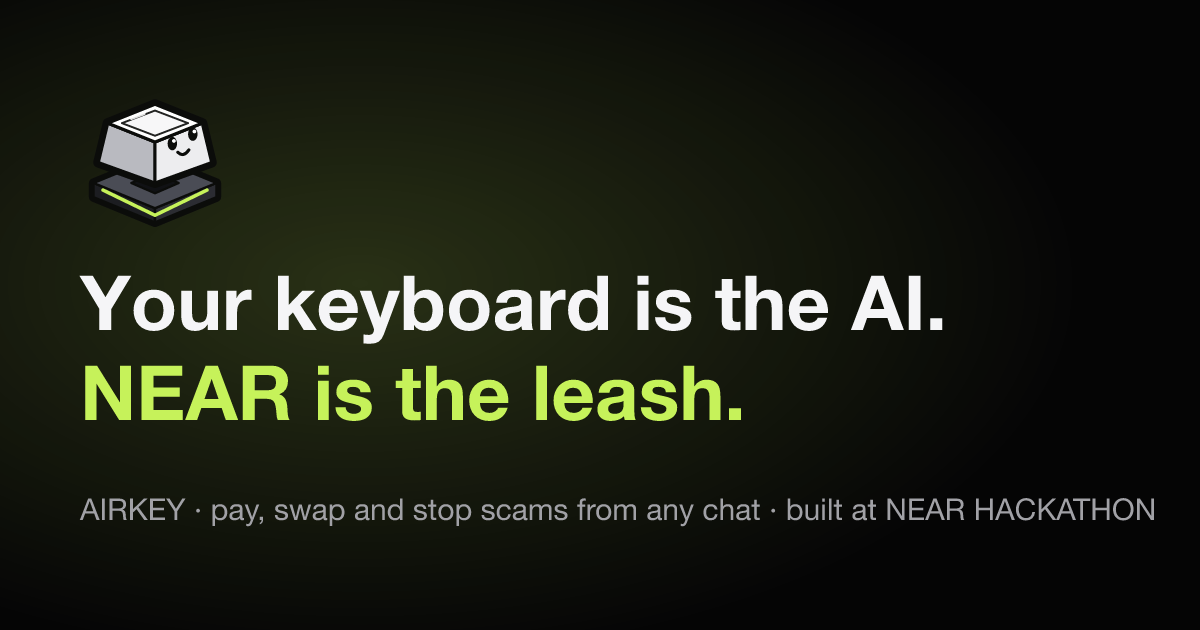 Your keyboard is the AI.
NEAR is the leash.
AIRKEY · pay, swap and stop scams from any chat · built at NEAR HACKATHON